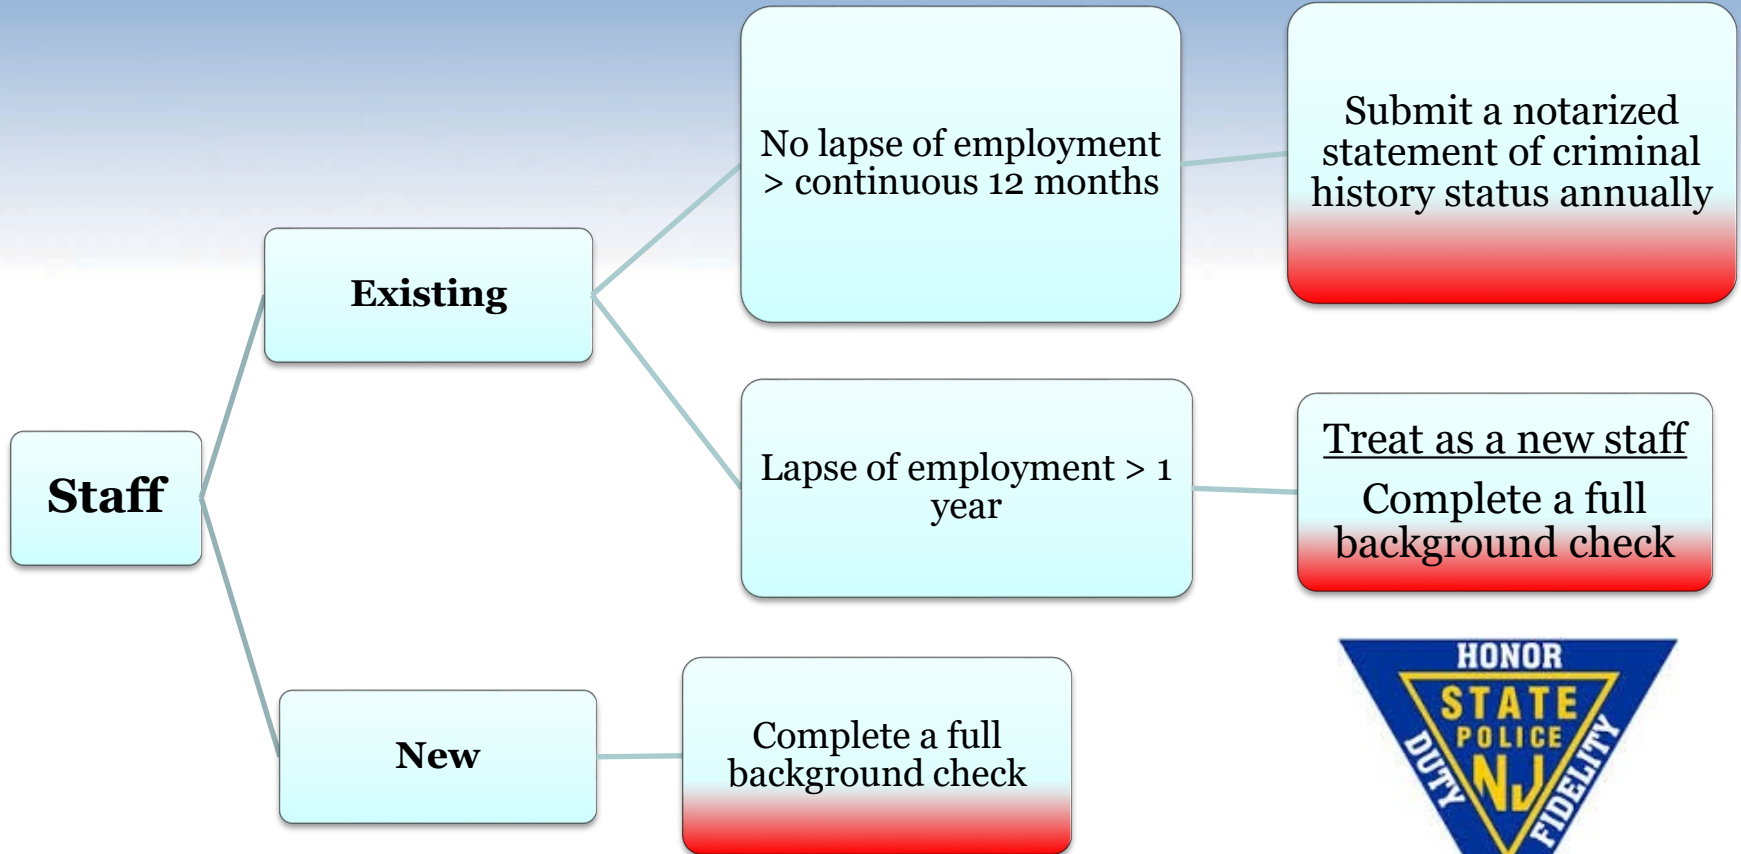 Staff
Existing
No lapse of employment
> continuous 12 months
Submit a notarized
statement of criminal
history status annually
Lapse of employment > 1
year
Treat as a new staff
Complete a full
background check
New
Complete a full
background check
HONOR
STATE
POLICE
NJ
DUTY
FIDELITY